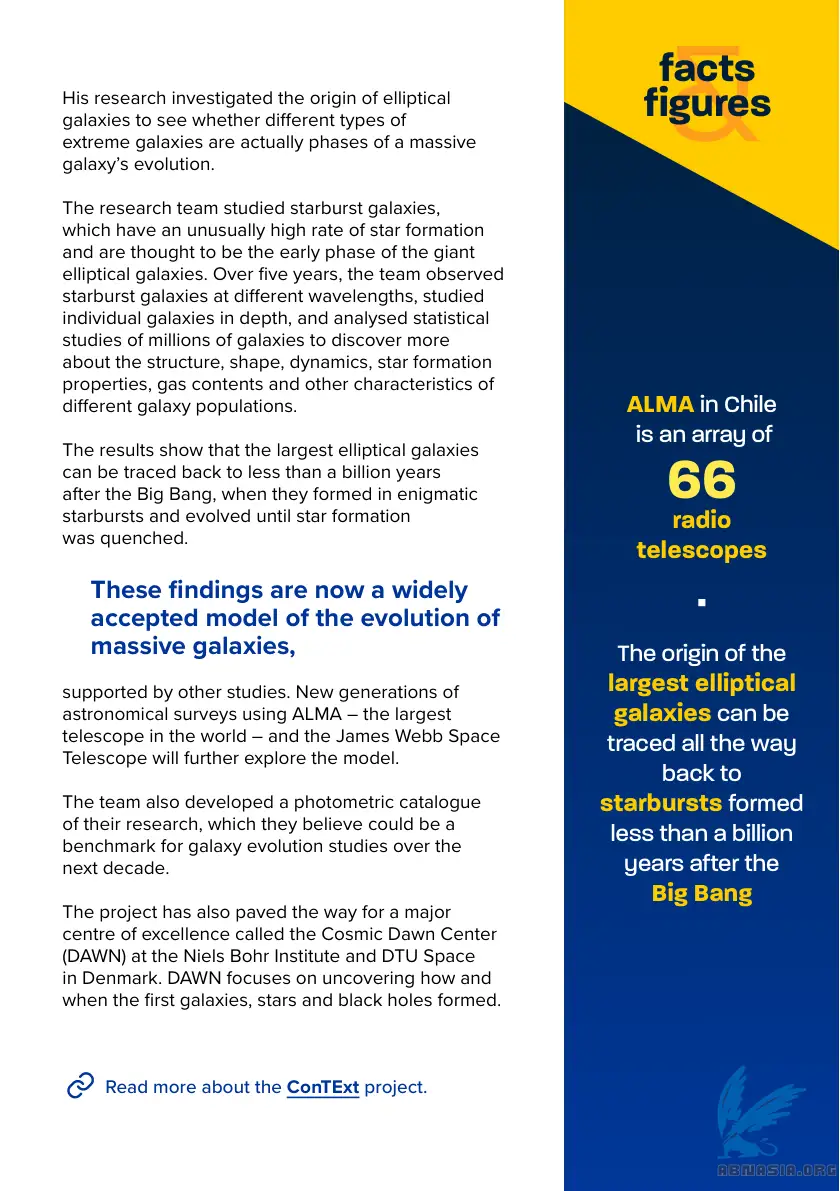 His research investigated the origin of elliptical
galaxies to see whether different types of
extreme galaxies are actually phases of a massive
galaxy’s evolution.
The research team studied starburst galaxies,
which have an unusually high rate of star formation
and are thought to be the early phase of the giant
elliptical galaxies. Over five years, the team observed
starburst galaxies at different wavelengths, studied
individual galaxies in depth, and analysed statistical
studies of millions of galaxies to discover more
about the structure, shape, dynamics, star formation
properties, gas contents and other characteristics of
different galaxy populations.
The results show that the largest elliptical galaxies
can be traced back to less than a billion years
after the Big Bang, when they formed in enigmatic
starbursts and evolved until star formation
was quenched.
These findings are now a widely
accepted model of the evolution of
massive galaxies,
supported by other studies. New generations of
astronomical surveys using ALMA – the largest
telescope in the world – and the James Webb Space
Telescope will further explore the model.
The team also developed a photometric catalogue
of their research, which they believe could be a
benchmark for galaxy evolution studies over the
next decade.
The project has also paved the way for a major
centre of excellence called the Cosmic Dawn Center
(DAWN) at the Niels Bohr Institute and DTU Space
in Denmark. DAWN focuses on uncovering how and
when the first galaxies, stars and black holes formed.
Read more about the ConTExt project.
facts
&
figures
ALMA in Chile
is an array of
66
radio
telescopes
The origin of the
largest elliptical
galaxies can be
traced all the way
back to
starbursts formed
less than a billion
years after the
Big Bang
ABNASIA.ORG